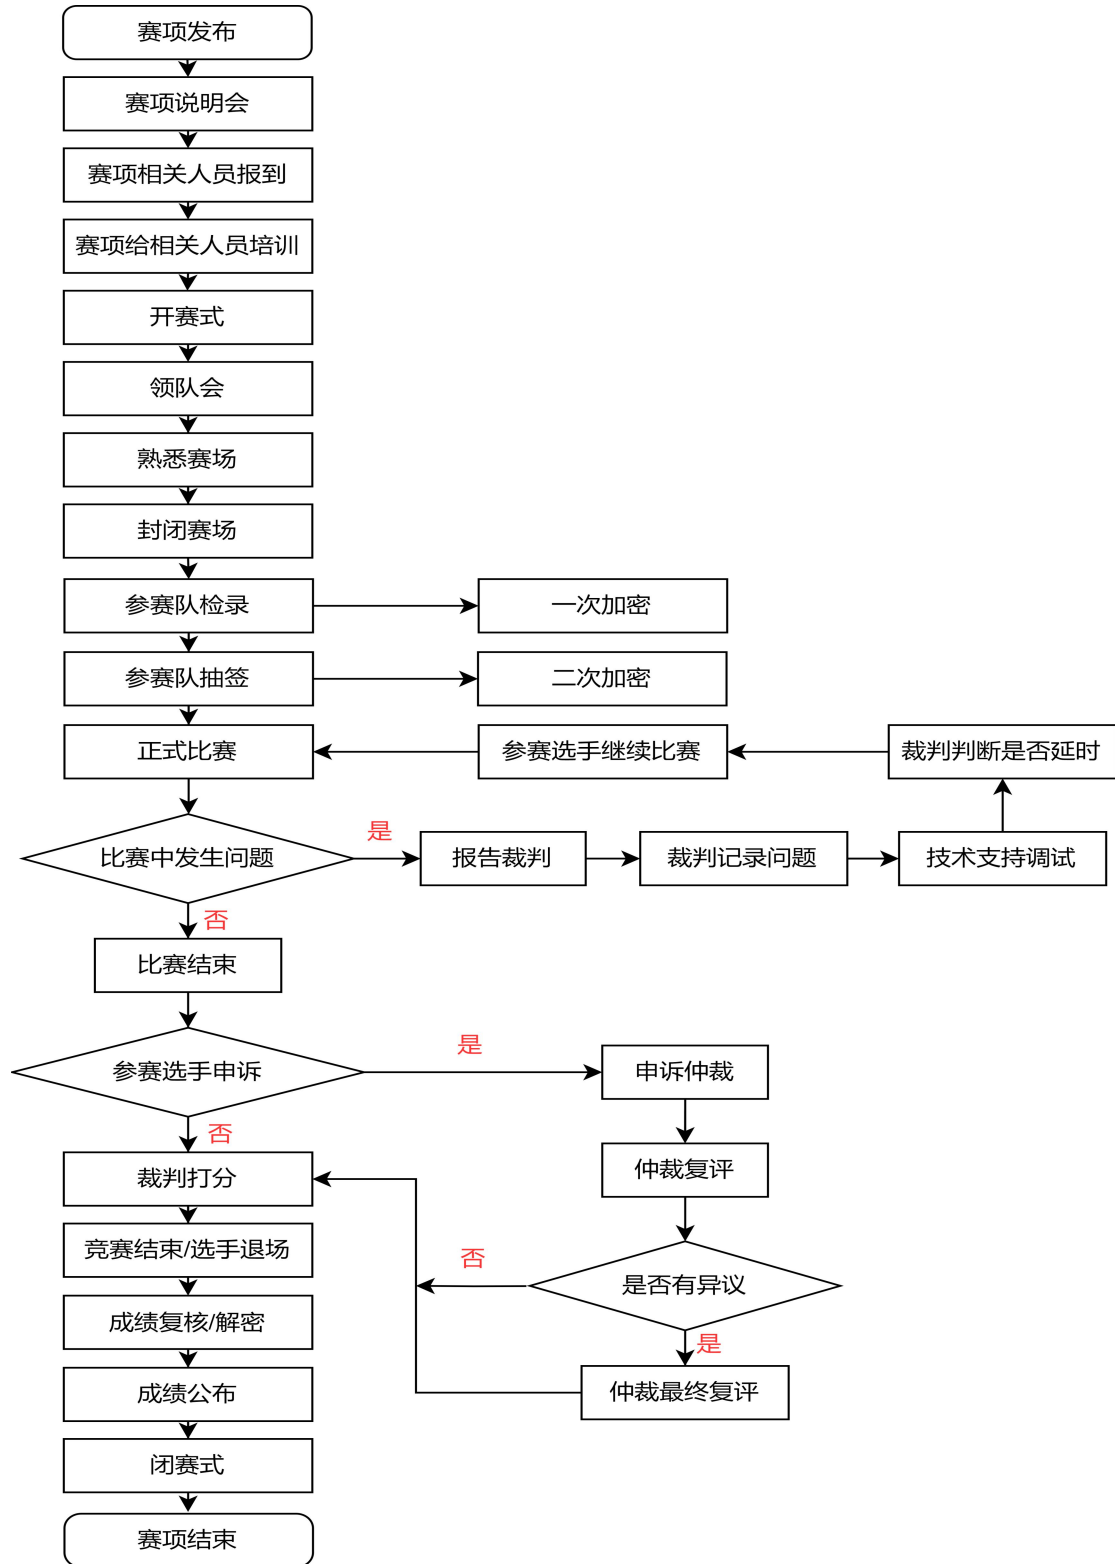 赛项发布
赛项说明会
赛项相关人员报到
赛项给相关人员培训
开赛式
领队会
熟悉赛场
封闭赛场
参赛队检录
一次加密
参赛队抽签
二次加密
正式比赛
参赛选手继续比赛
裁判判断是否延时
比赛中发生问题
是
报告裁判
裁判记录问题
技术支持调试
否
比赛结束
参赛选手申诉
是
申诉仲裁
否
仲裁复评
裁判打分
竞赛结束/选手退场
否
是否有异议
成绩复核/解密
是
成绩公布
仲裁最终复评
闭赛式
赛项结束